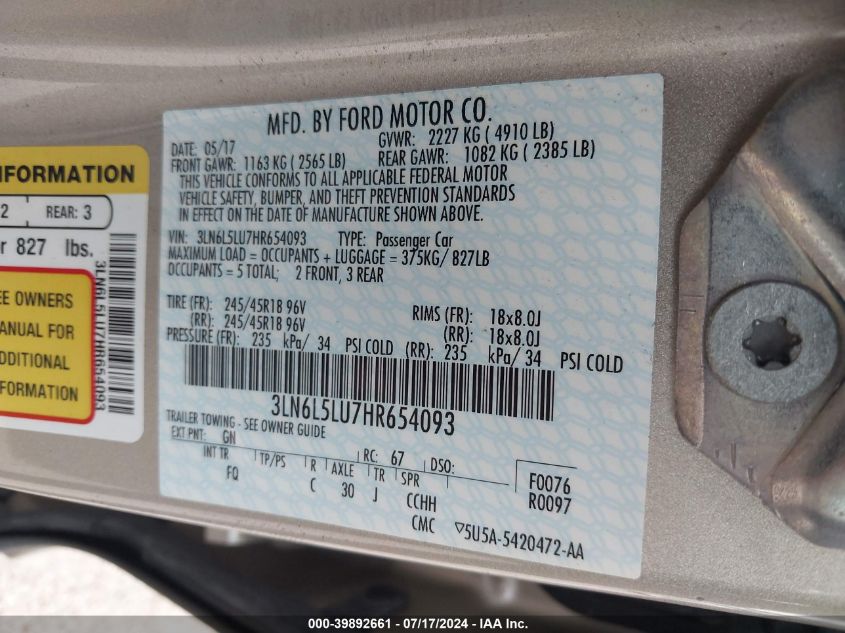 MFD. BY FORD MOTOR CO.
DATE: 05/17 GVWR: 2227 KG ( 4910 LB)
FRONT GAWR: 1163 KG ( 2565 LB) REAR GAWR: 1082 KG ( 2385 LB)
THIS VEHICLE CONFORMS TO ALL APPLICABLE FEDERAL MOTOR
VEHICLE SAFETY, BUMPER, AND THEFT PREVENTION STANDARDS
IN EFFECT ON THE DATE OF MANUFACTURE SHOWN ABOVE.
VIN: 3LN6L5LU7HR654093 TYPE: Passenger Car
MAXIMUM LOAD = OCCUPANTS + LUGGAGE = 375KG/ 827LB
OCCUPANTS = 5 TOTAL; 2 FRONT, 3 REAR
TIRE (FR): 245/45R18 96V RIMS (FR): 18x8.0J
(RR): 245/45R18 96V (RR): 18x8.0J
PRESSURE (FR): 235 kPa/ 34 PSI COLD (RR): 235 kPa/ 34 PSI COLD
3LN6L5LU7HR654093
TRAILER TOWING - SEE OWNER GUIDE
EXT PNT: GN RC: 67 DSO:
INT TR TP/PS R AXLE TR SPR
FQ C 30 J CCHH
CMC
F0076
R0097
▽5U5A-5420472-AA
INFORMATION
2 REAR: 3
r 827 lbs.
EE OWNERS
ANUAL FOR
ADDITIONAL
NFORMATION
3LN6L5LU7HR654093
000-39892661 / 07/17/2024 - IAA Inc.